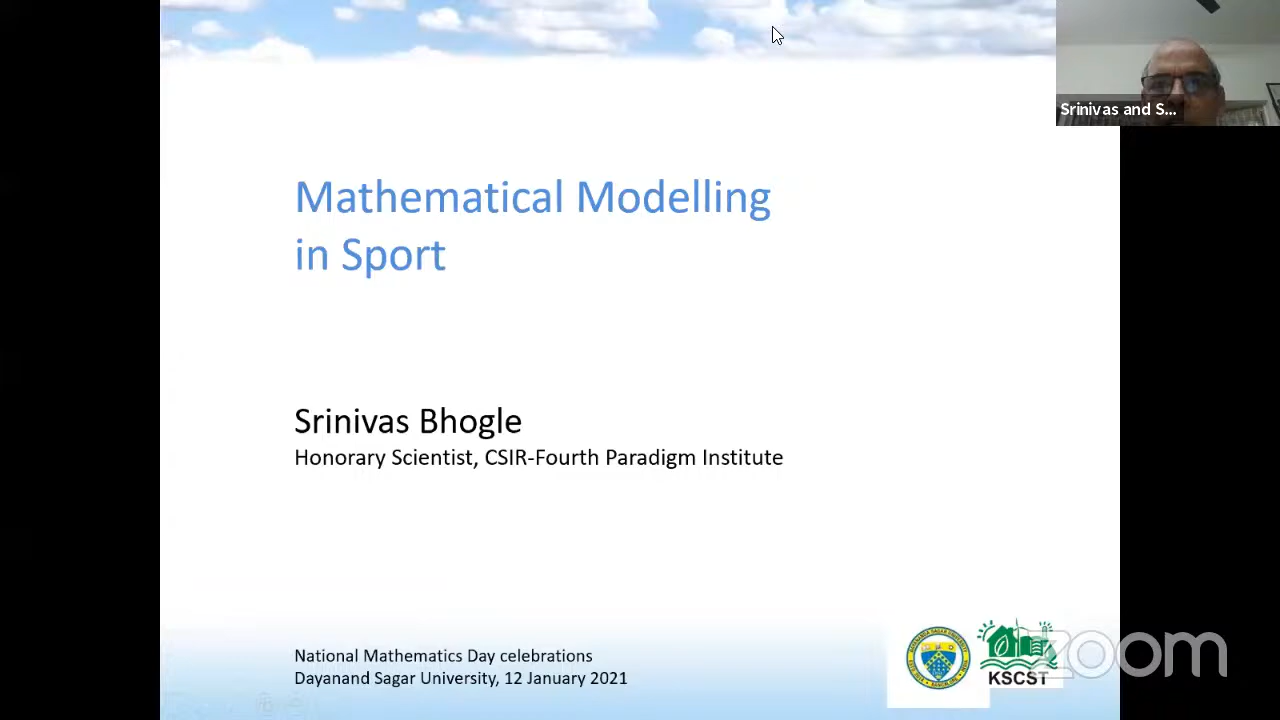 Srinivas and S...
Mathematical Modelling
in Sport
Srinivas Bhogle
Honorary Scientist, CSIR-Fourth Paradigm Institute
National Mathematics Day celebrations
Dayanand Sagar University, 12 January 2021
KSCST
zoom